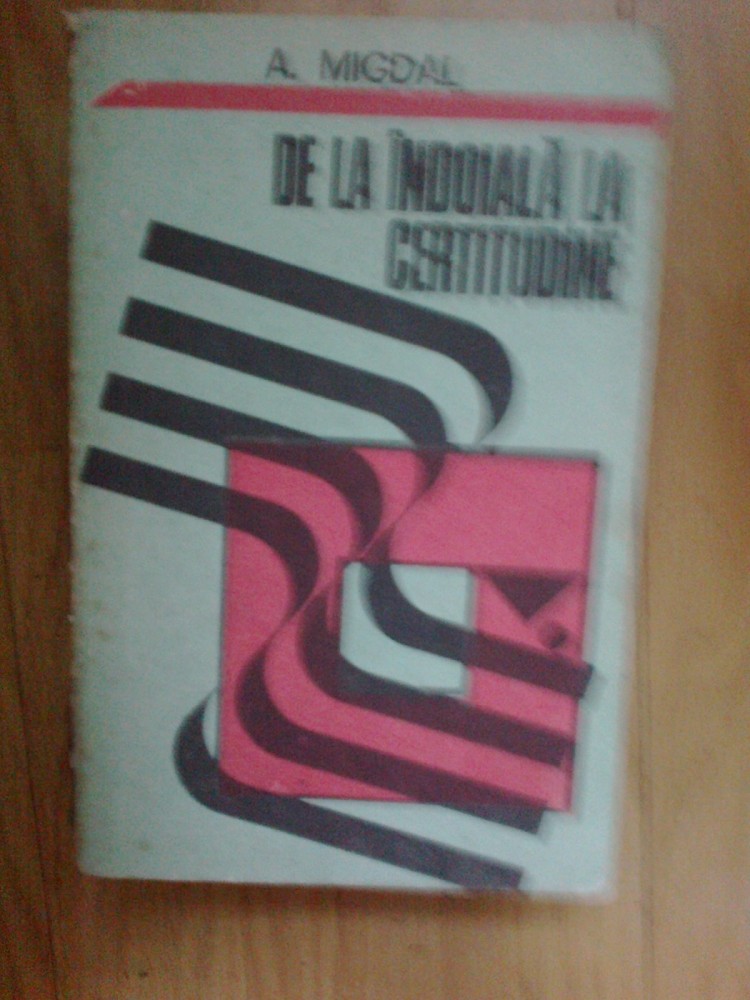 A. MIGDAL
DE LA ÎNDOIALĂ LA
CERTITUDINE